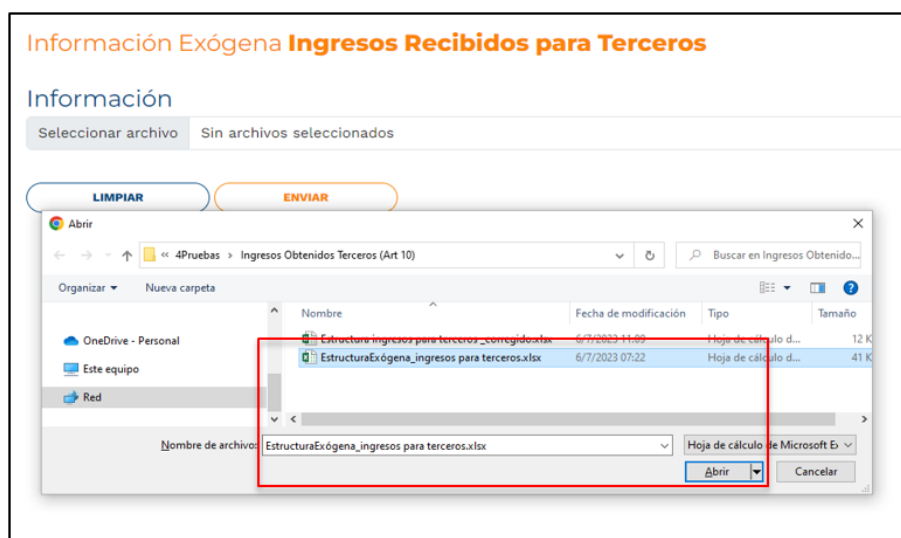 Información Exógena Ingresos Recibidos para Terceros
Información
Seleccionar archivo Sin archivos seleccionados
LIMPIAR ENVIAR
Abrir
« 4Pruebas › Ingresos Obtenidos Terceros (Art 10) Buscar en Ingresos Obtenido...
Organizar Nueva carpeta
Nombre Fecha de modificación Tipo Tamaño
OneDrive - Personal Estructura ingresos para terceros_corregido.xlsx 6/7/2023 11:09 Hoja de cálculo d... 12 K
Este equipo EstructuraExógena_ingresos para terceros.xlsx 6/7/2023 07:22 Hoja de cálculo d... 41 K
Red
Nombre de archivo: EstructuraExógena_ingresos para terceros.xlsx Hoja de cálculo de Microsoft Ex
Abrir Cancelar